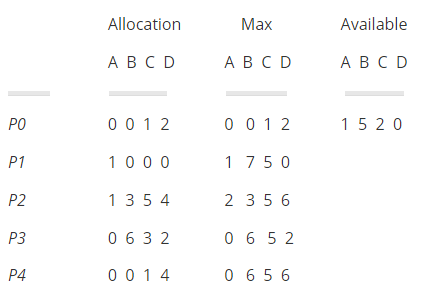 Allocation Max Available
A B C D A B C D A B C D
P0 0 0 1 2 0 0 1 2 1 5 2 0
P1 1 0 0 0 1 7 5 0
P2 1 3 5 4 2 3 5 6
P3 0 6 3 2 0 6 5 2
P4 0 0 1 4 0 6 5 6